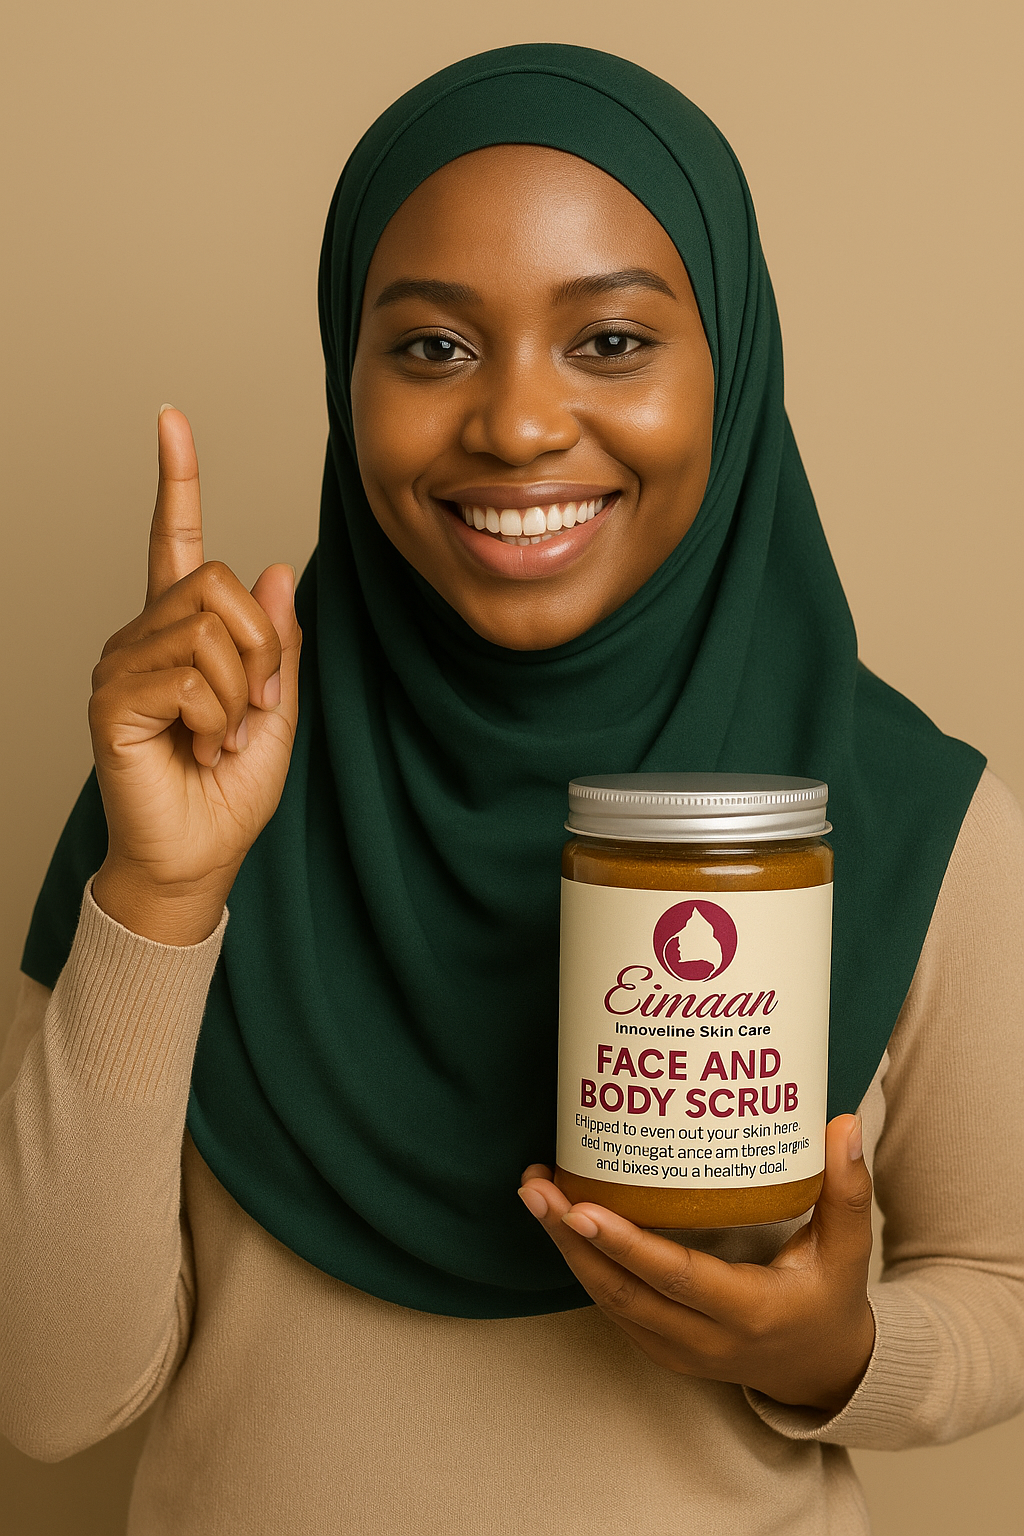 Eimaan
Innoveline Skin Care
FACE AND
BODY SCRUB
EHipped to even out your skin here.
ded my onegat ance am tbres largnis
and bixes you a healthy doal.